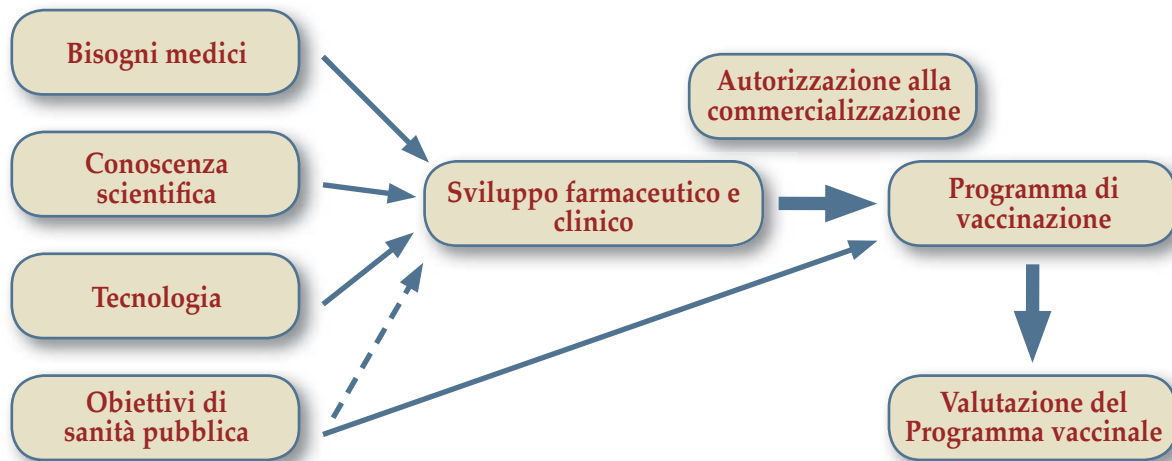 Bisogni medici
Conoscenza
scientifica
Tecnologia
Obiettivi di
sanità pubblica
Sviluppo farmaceutico e
clinico
Autorizzazione alla
commercializzazione
Programma di
vaccinazione
Valutazione del
Programma vaccinale